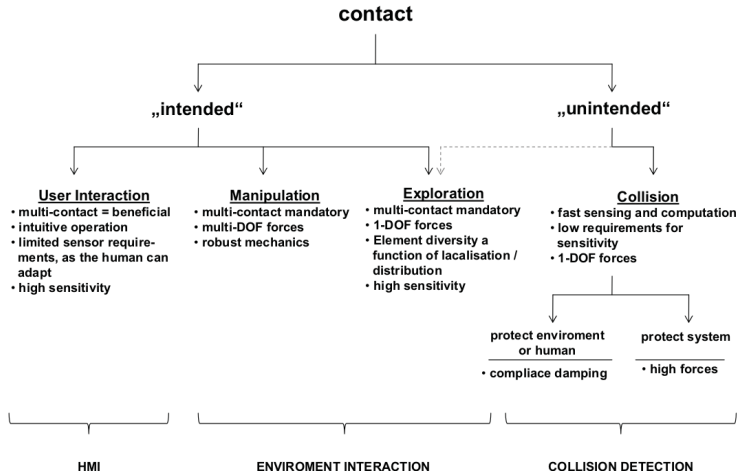 contact
„intended“
„unintended“
User Interaction
• multi-contact = beneficial
• intuitive operation
• limited sensor require-
ments, as the human can
adapt
• high sensitivity
Manipulation
• multi-contact mandatory
• multi-DOF forces
• robust mechanics
Exploration
• multi-contact mandatory
• 1-DOF forces
• Element diversity a
function of lacalisation /
distribution
• high sensitivity
Collision
• fast sensing and computation
• low requirements for
sensitivity
• 1-DOF forces
protect enviroment
or human
• compliace damping
protect system
• high forces
HMI
ENVIROMENT INTERACTION
COLLISION DETECTION